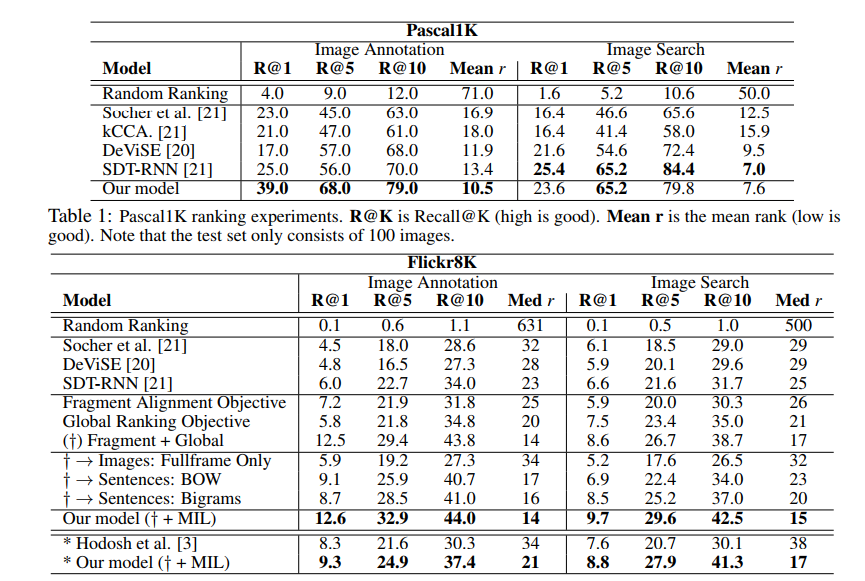 Pascal1K
Image Annotation Image Search
Model R@1 R@5 R@10 Mean r R@1 R@5 R@10 Mean r
Random Ranking 4.0 9.0 12.0 71.0 1.6 5.2 10.6 50.0
Socher et al. [21] 23.0 45.0 63.0 16.9 16.4 46.6 65.6 12.5
kCCA. [21] 21.0 47.0 61.0 18.0 16.4 41.4 58.0 15.9
DeViSE [20] 17.0 57.0 68.0 11.9 21.6 54.6 72.4 9.5
SDT-RNN [21] 25.0 56.0 70.0 13.4 25.4 65.2 84.4 7.0
Our model 39.0 68.0 79.0 10.5 23.6 65.2 79.8 7.6
Table 1: Pascal1K ranking experiments. R@K is Recall@K (high is good). Mean r is the mean rank (low is
good). Note that the test set only consists of 100 images.
Flickr8K
Image Annotation Image Search
Model R@1 R@5 R@10 Med r R@1 R@5 R@10 Med r
Random Ranking 0.1 0.6 1.1 631 0.1 0.5 1.0 500
Socher et al. [21] 4.5 18.0 28.6 32 6.1 18.5 29.0 29
DeViSE [20] 4.8 16.5 27.3 28 5.9 20.1 29.6 29
SDT-RNN [21] 6.0 22.7 34.0 23 6.6 21.6 31.7 25
Fragment Alignment Objective 7.2 21.9 31.8 25 5.9 20.0 30.3 26
Global Ranking Objective 5.8 21.8 34.8 20 7.5 23.4 35.0 21
(†) Fragment + Global 12.5 29.4 43.8 14 8.6 26.7 38.7 17
† → Images: Fullframe Only 5.9 19.2 27.3 34 5.2 17.6 26.5 32
† → Sentences: BOW 9.1 25.9 40.7 17 6.9 22.4 34.0 23
† → Sentences: Bigrams 8.7 28.5 41.0 16 8.5 25.2 37.0 20
Our model († + MIL) 12.6 32.9 44.0 14 9.7 29.6 42.5 15
* Hodosh et al. [3] 8.3 21.6 30.3 34 7.6 20.7 30.1 38
* Our model († + MIL) 9.3 24.9 37.4 21 8.8 27.9 41.3 17